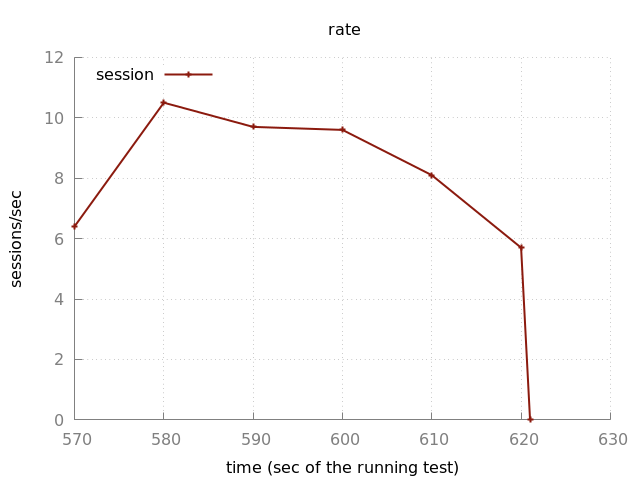 rate
12
session
10
8
6
4
2
0
sessions/sec
570 580 590 600 610 620 630
time (sec of the running test)